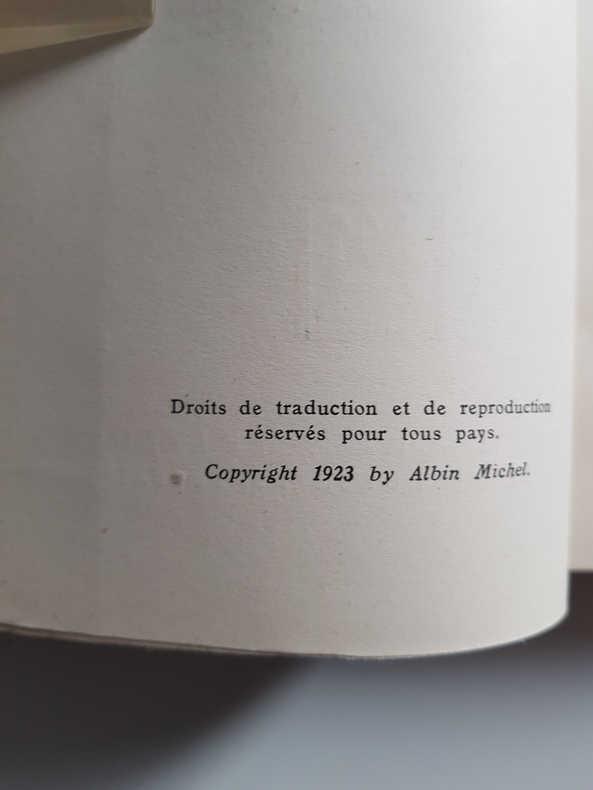 Droits de traduction et de reproduction
réservés pour tous pays.
Copyright 1923 by Albin Michel.